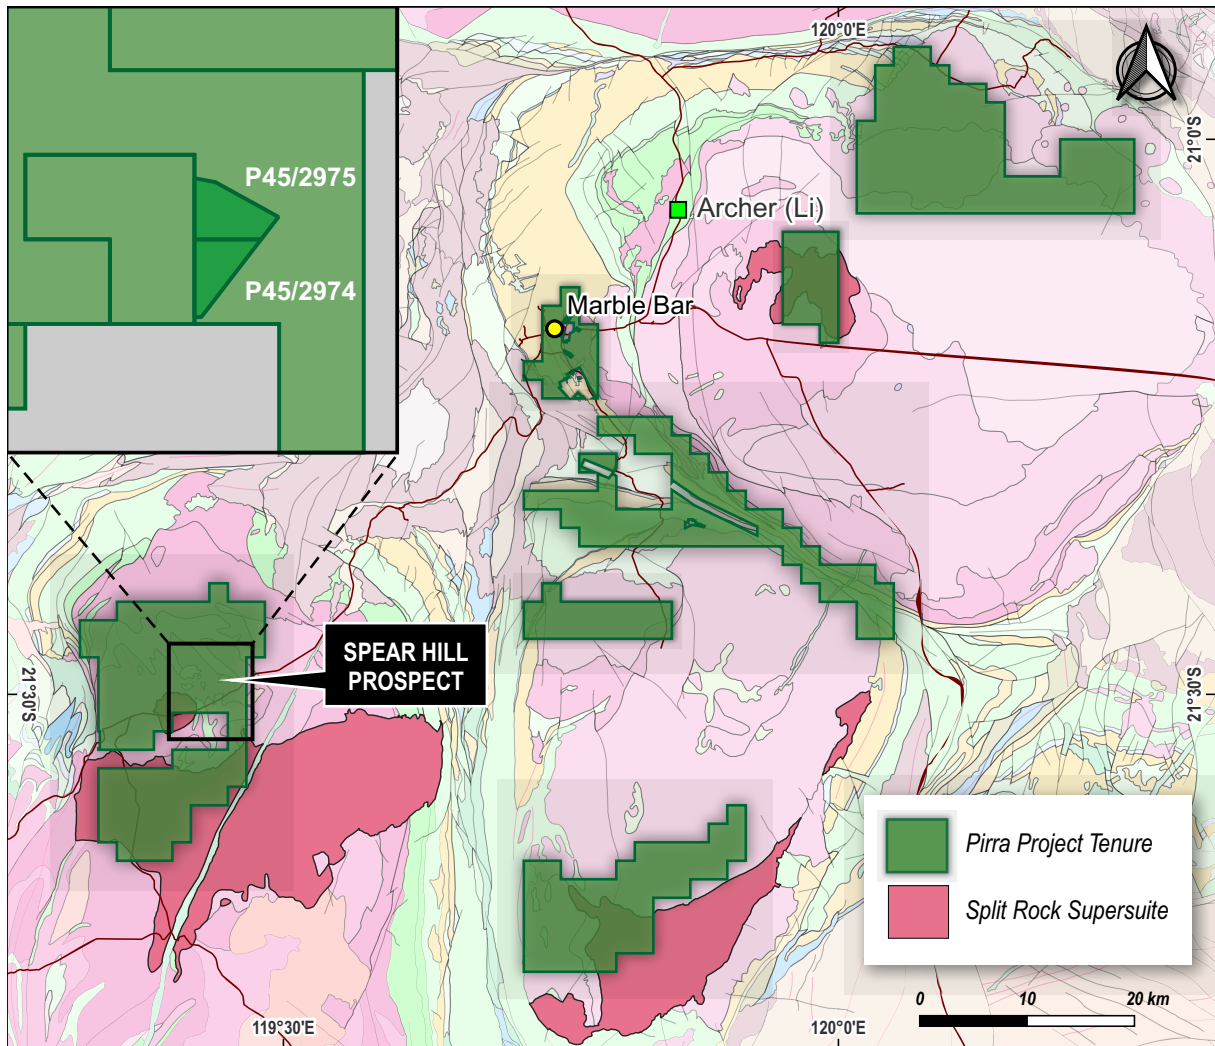 120°0'E
P45/2975
P45/2974
21°0'S
Archer (Li)
Marble Bar
SPEAR HILL
PROSPECT
21°30'S
21°30'S
Pirra Project Tenure
Split Rock Supersuite
0 10 20 km
119°30'E
120°0'E